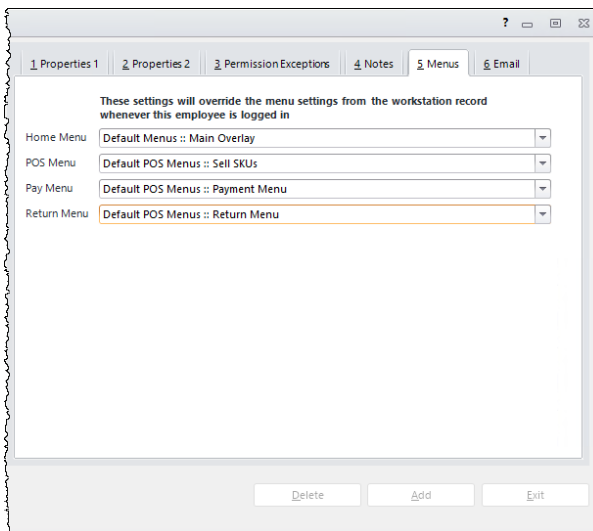 ?
1 Properties 1 2 Properties 2 3 Permission Exceptions 4 Notes 5 Menus 6 Email
These settings will override the menu settings from the workstation record
whenever this employee is logged in
Home Menu Default Menus :: Main Overlay
POS Menu Default POS Menus :: Sell SKUs
Pay Menu Default POS Menus :: Payment Menu
Return Menu Default POS Menus :: Return Menu
Delete Add Exit